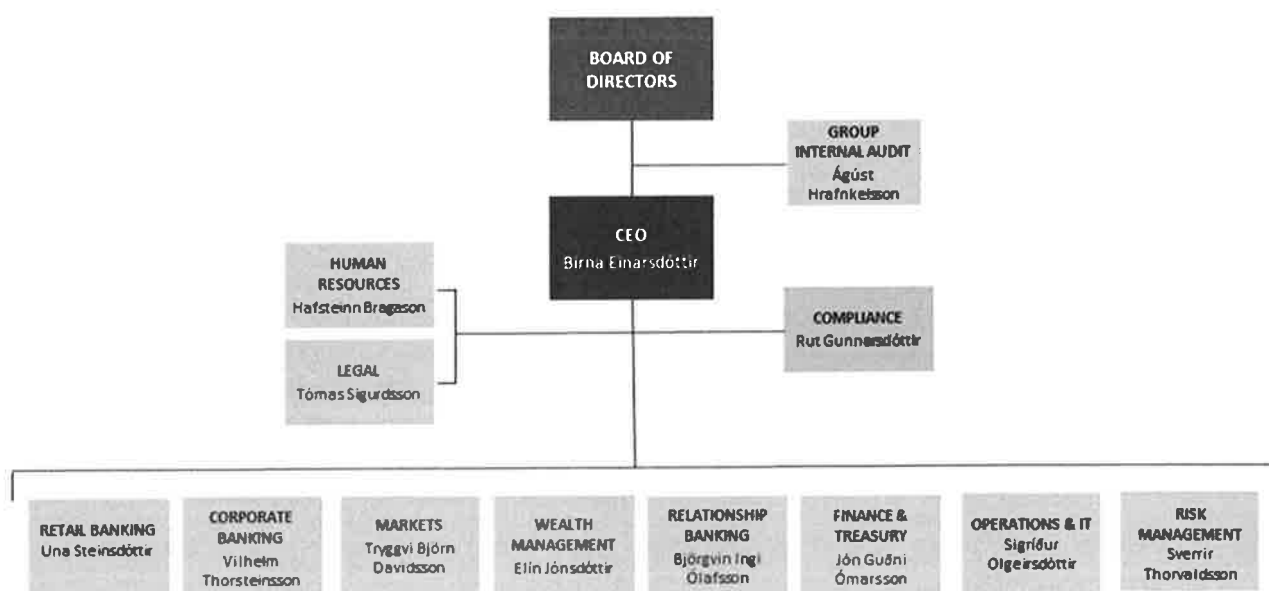 BOARD OF
DIRECTORS
GROUP
INTERNAL AUDIT
Ágúst
Hrafnkelsson
CEO
Birna Einarsdóttir
HUMAN
RESOURCES
Hafsteinn Bragason
COMPLIANCE
Rut Gunnarsdóttir
LEGAL
Tómas Sigurdsson
RETAIL BANKING
Una Steinsdóttir
CORPORATE
BANKING
Vilhelm
Thorsteinsson
MARKETS
Tryggvi Björn
Davidsson
WEALTH
MANAGEMENT
Elín Jónsdóttir
RELATIONSHIP
BANKING
Björgvin Ingi
Ólafsson
FINANCE &
TREASURY
Jón Guðni
Ómarsson
OPERATIONS & IT
Sigríður
Olgeirsdóttir
RISK
MANAGEMENT
Sverrir
Thorvaldsson